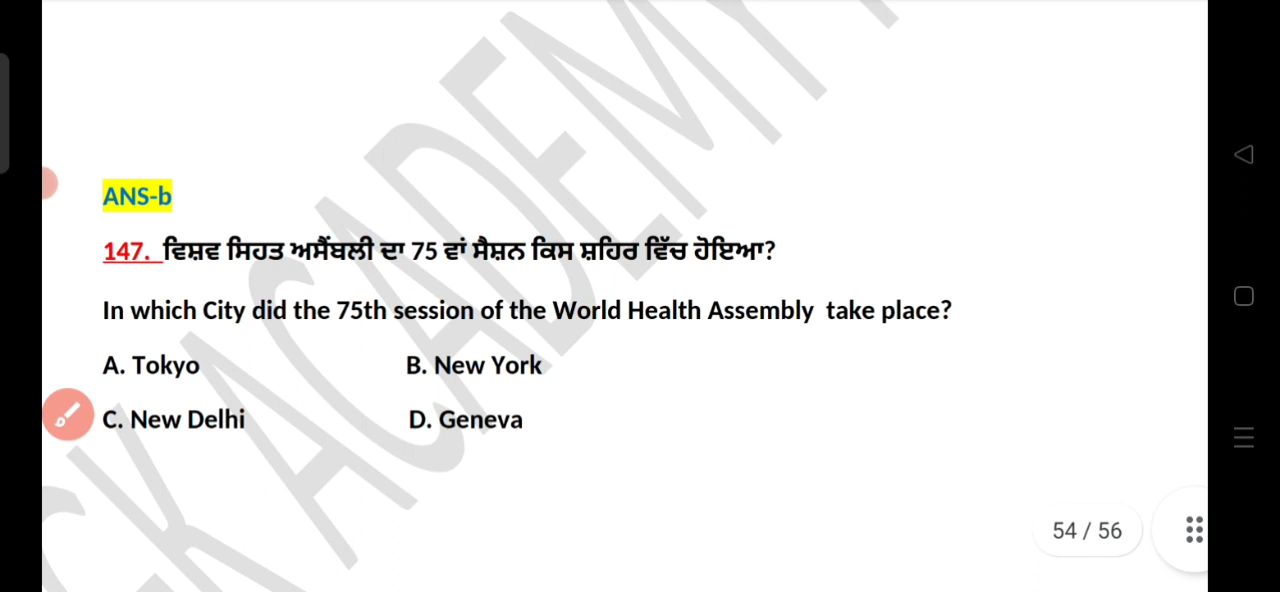 ANS-b
147. ਵਿਸ਼ਵ ਸਿਹਤ ਅਸੈਂਬਲੀ ਦਾ 75 ਵਾਂ ਸੈਸ਼ਨ ਕਿਸ ਸ਼ਹਿਰ ਵਿੱਚ ਹੋਇਆ?
In which City did the 75th session of the World Health Assembly take place?
A. Tokyo B. New York
C. New Delhi D. Geneva
54 / 56
ACADEMY